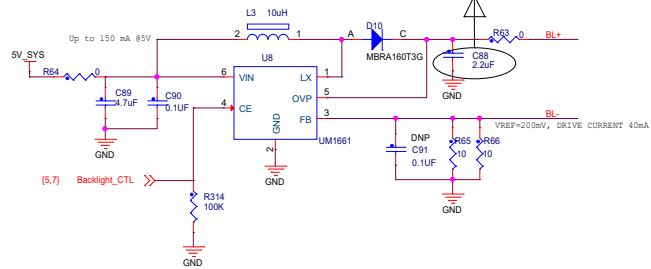 L3 10uH
D10
R63
0
BL+
Up to 150 mA @5V
2
1
A
C
MBRA160T3G
5V_SYS
U8
C88
2.2uF
R64
0
6
VIN
LX
1
GND
C89
4.7uF
C90
0.1UF
OVP
5
4
CE
FB
3
BL-
GND
VREF=200mV, DRIVE CURRENT 40mA
UM1661
DNP
R65
10
R66
10
C91
0.1UF
GND
2
GND
{5,7} Backlight_CTL
R314
100K
GND
GND